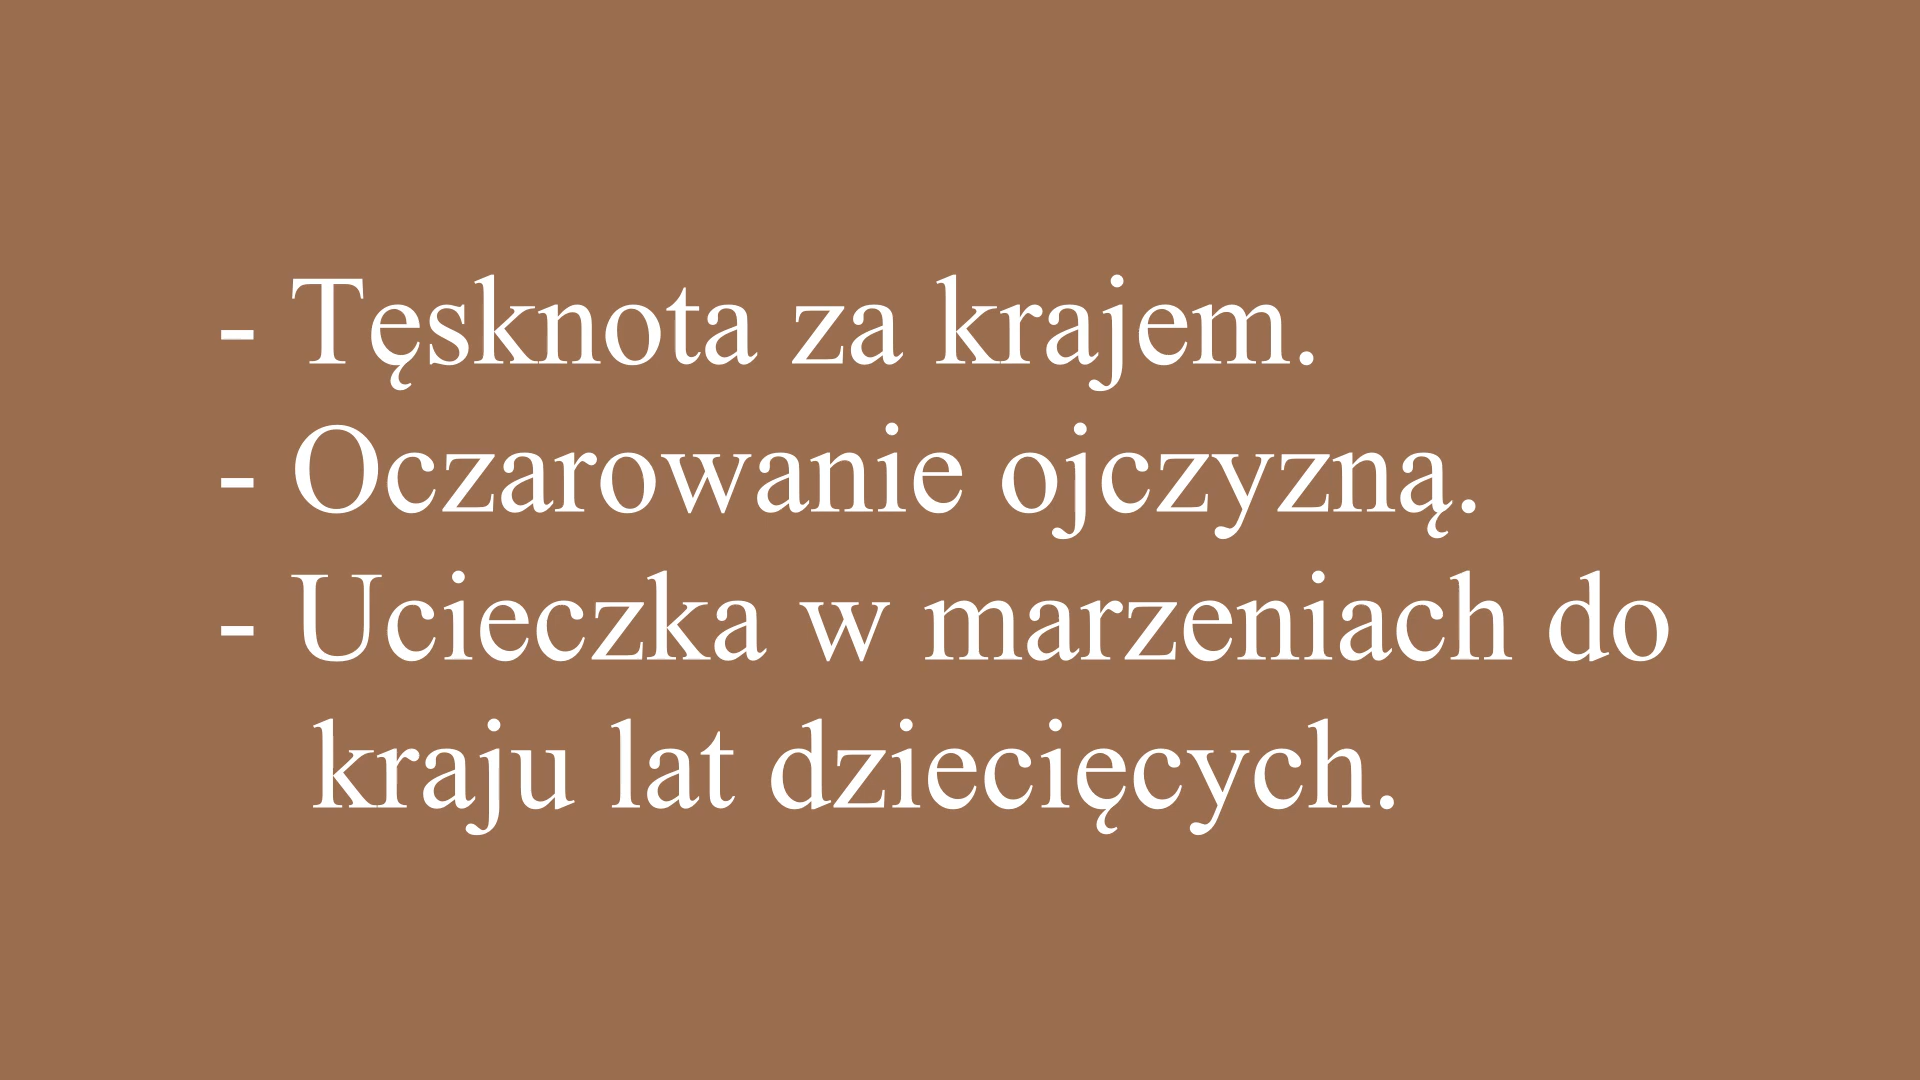 - Tęsknota za krajem.
- Oczarowanie ojczyzną.
- Ucieczka w marzeniach do
kraju lat dziecięcych.